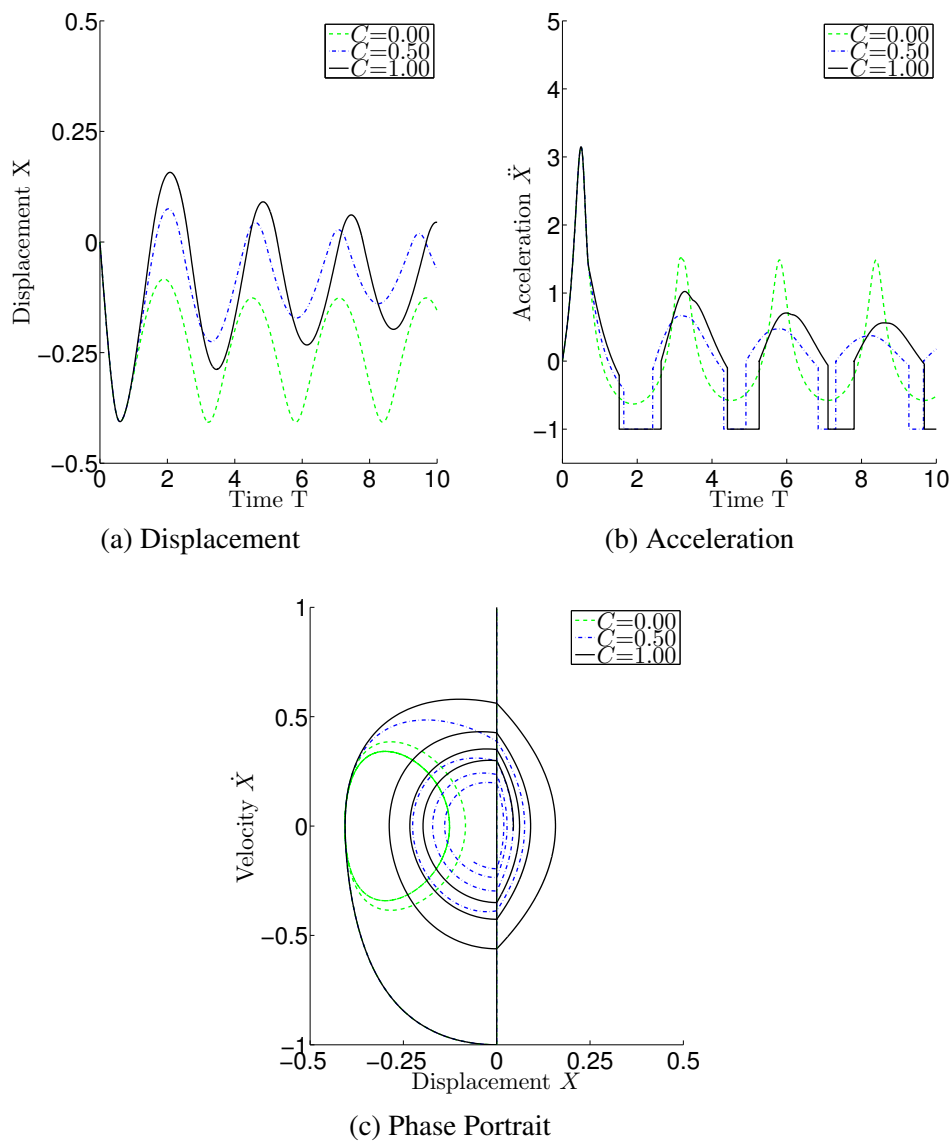 0.5
0.25
0
−0.25
−0.5
Displacement X
0 2 4 6 8 10
Time T
C=0.00
C=0.50
C=1.00
(a) Displacement
5
4
3
2
1
0
−1
Acceleration Ẍ
0 2 4 6 8 10
Time T
C=0.00
C=0.50
C=1.00
(b) Acceleration
1
0.5
0
−0.5
−1
Velocity Ẋ
−0.5 −0.25 0 0.25 0.5
Displacement X
C=0.00
C=0.50
C=1.00
(c) Phase Portrait